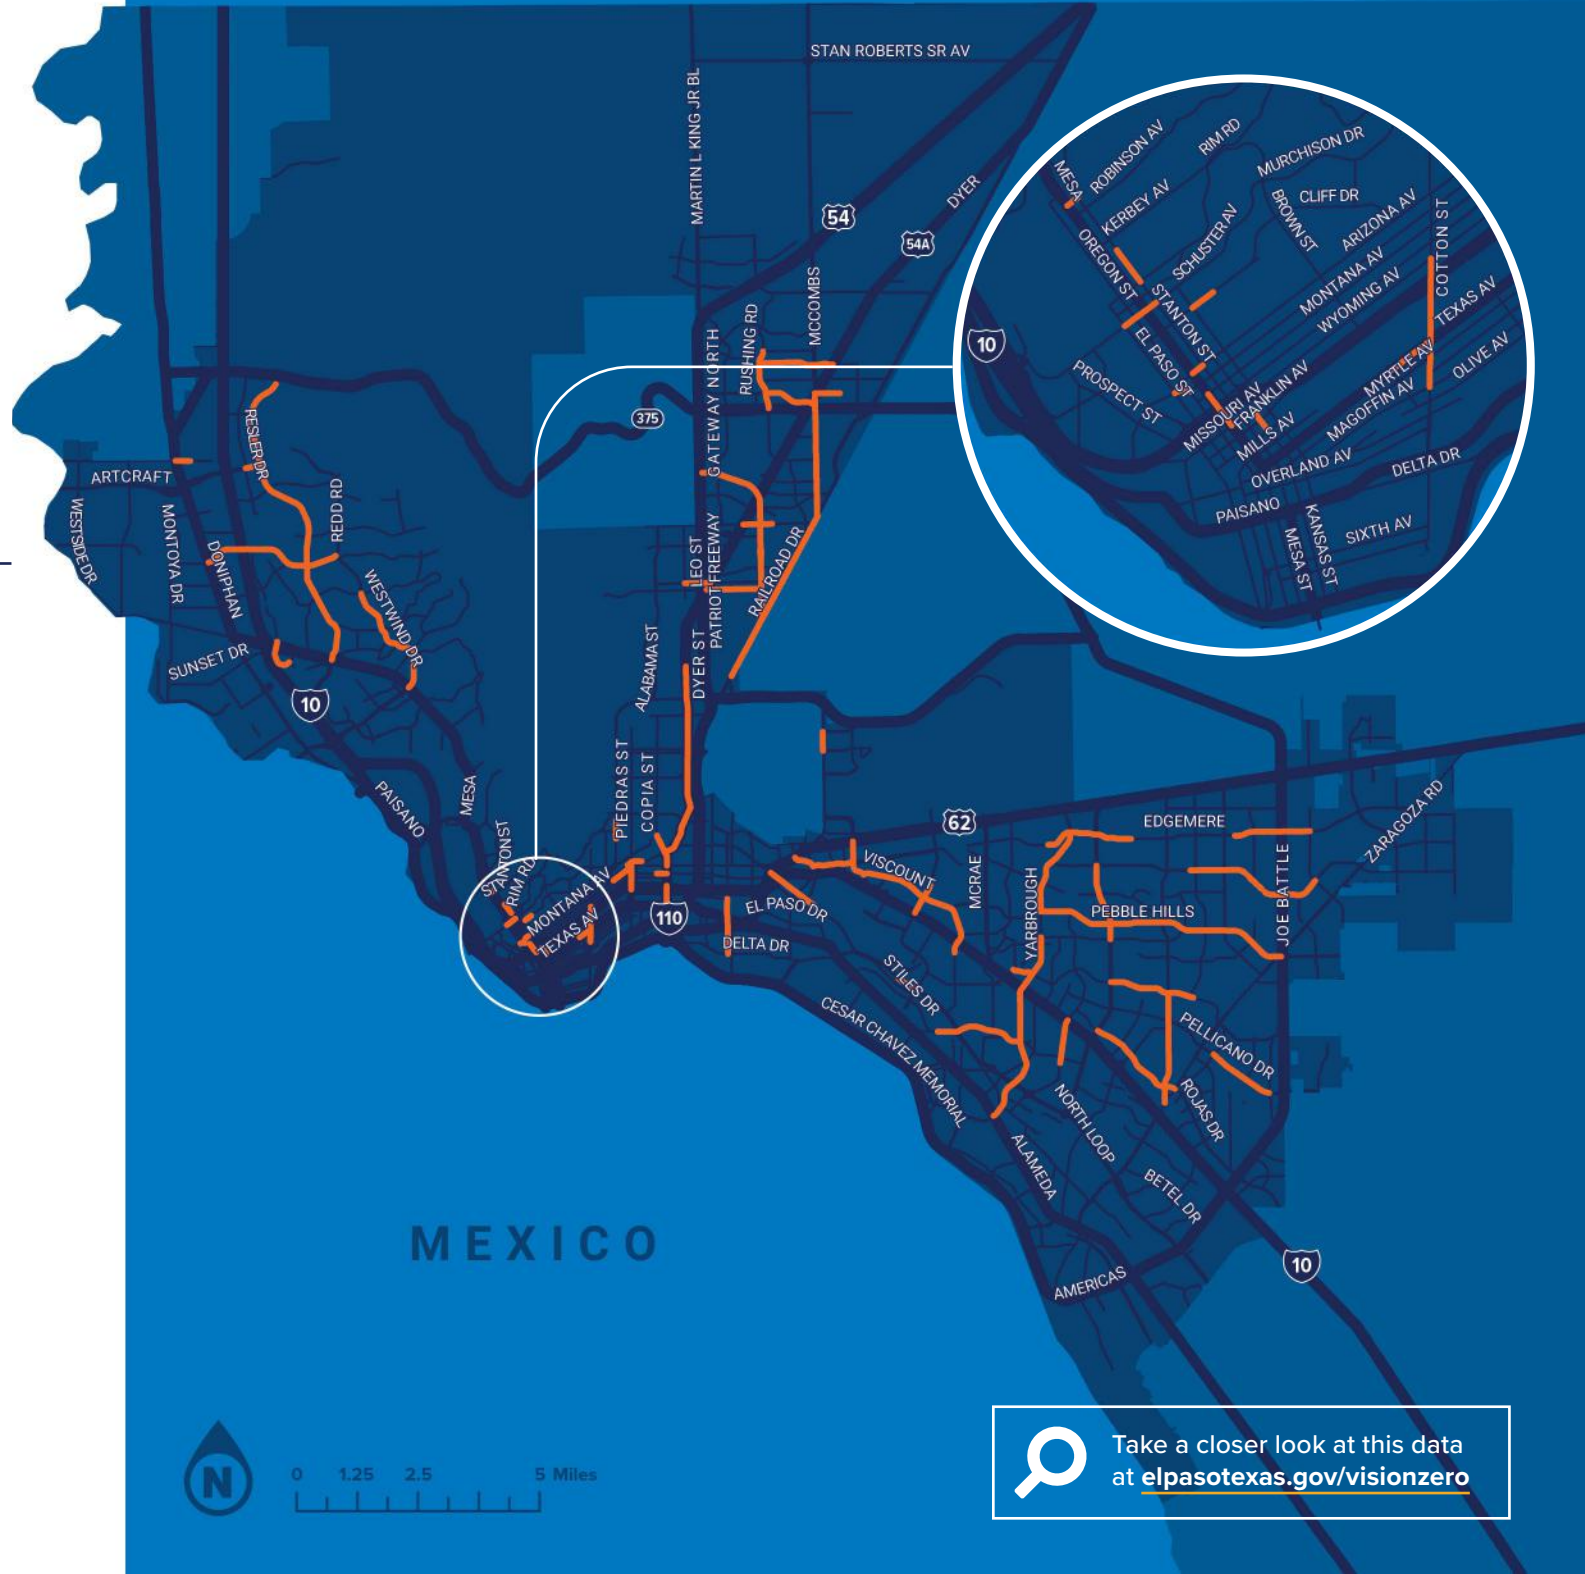 STAN ROBERTS SR AV
MARTIN L KING JR BL
54
DYER
54A
MCCOMBS
RUSHING RD
GATEWAY NORTH
375
RESLER DR
ARTCRAFT
REDD RD
WESTSIDE DR
MONTOYA DR
DONIPHAN
WESTWIND DR
SUNSET DR
10
LEO ST
PATRIOT FREEWAY
RAILROAD DR
ALABAMA ST
DYER ST
PIEDRAS ST
COPIA ST
PAISANO
MESA
STANTON ST
RIM RD
MONTANA AV
TEXAS AV
110
62
VISCOUNT
MCRAE
EDGEMERE
ZARAGOZA RD
YARBROUGH
PEBBLE HILLS
JOE BATTLE
EL PASO DR
DELTA DR
STILES DR
CESAR CHAVEZ MEMORIAL
PELLICANO DR
ROJAS DR
NORTH LOOP
ALAMEDA
BETEL DR
AMERICAS
10
MESA
ROBINSON AV
RIM RD
MURCHISON DR
KERBEY AV
CLIFF DR
BROWN ST
ARIZONA AV
COTTON ST
OREGON ST
SCHUSTER AV
MONTANA AV
WYOMING AV
STANTON ST
TEXAS AV
10
EL PASO ST
PROSPECT ST
MYRTLE AV
OLIVE AV
MISSOURI AV
FRANKLIN AV
MAGOFFIN AV
MILLS AV
OVERLAND AV
DELTA DR
PAISANO
KANSAS ST
MESA ST
SIXTH AV
MEXICO
N
0 1.25 2.5 5 Miles
Take a closer look at this data
at elpasotexas.gov/visionzero